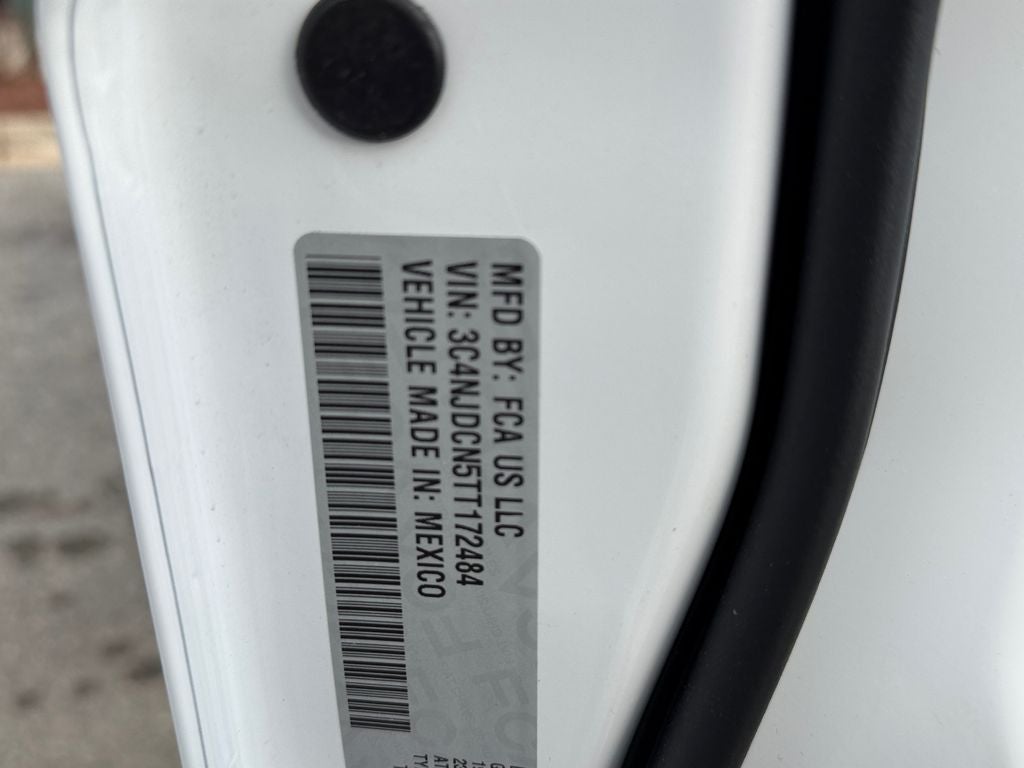 MFD BY: FCA US LLC
VIN: 3C4NJDCN5TT172484
VEHICLE MADE IN: MEXICO